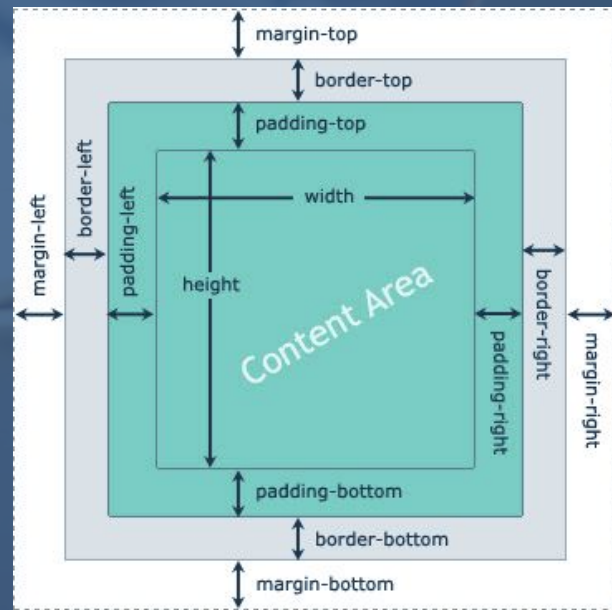 margin-top
border-top
padding-top
width
height
Content Area
margin-left
border-left
padding-left
padding-right
border-right
margin-right
padding-bottom
border-bottom
margin-bottom